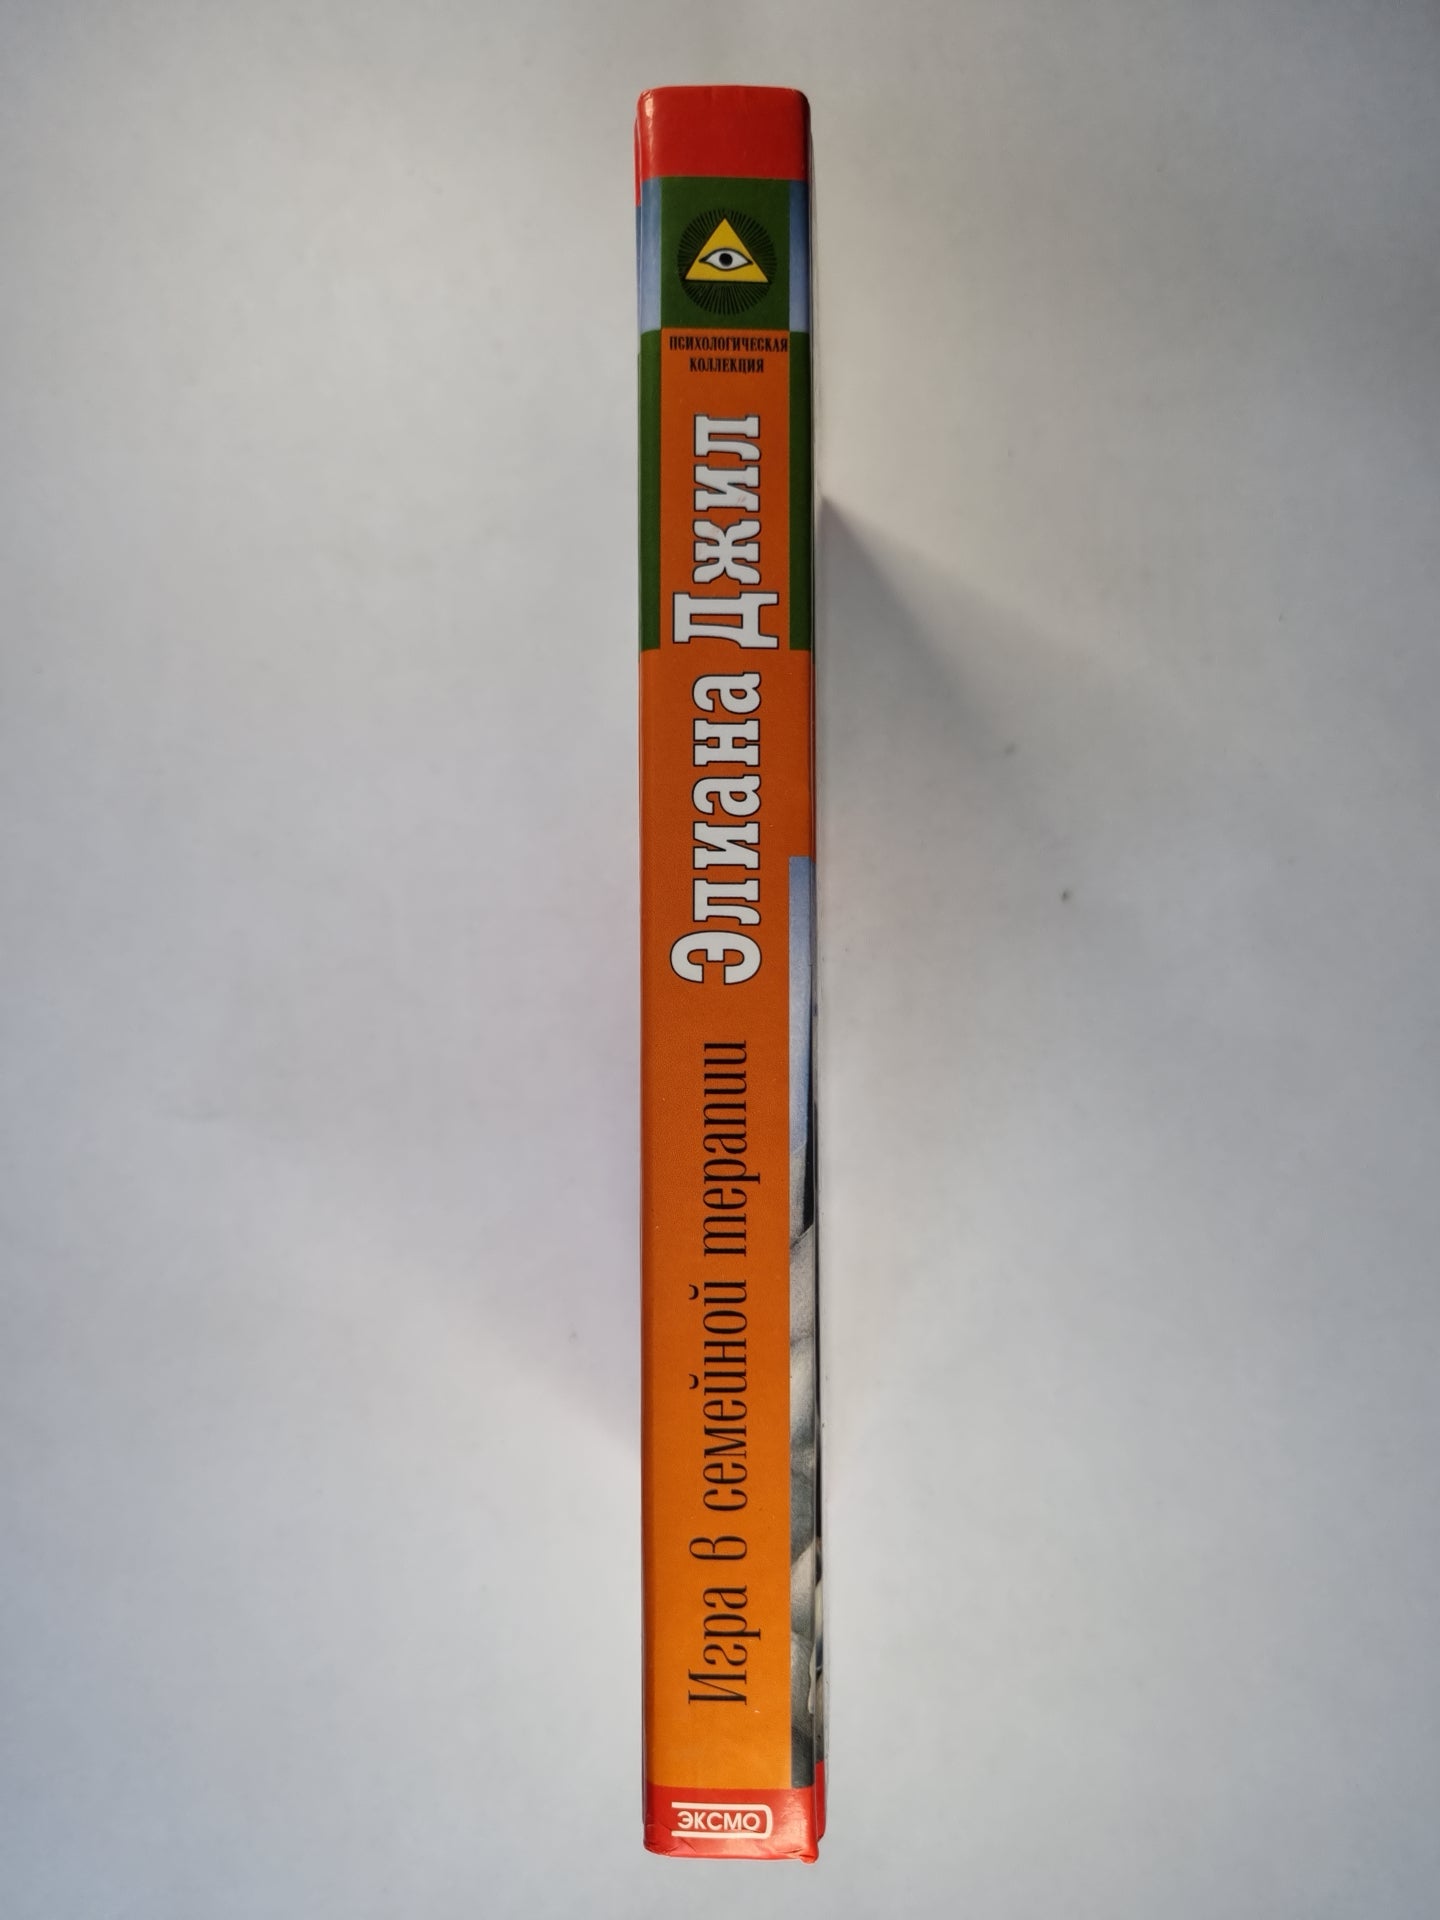 ПСИХОЛОГИЧЕСКАЯ
КОЛЛЕКЦИЯ
Элиана Джил
Игра в семейной терапии
ЭКСМО